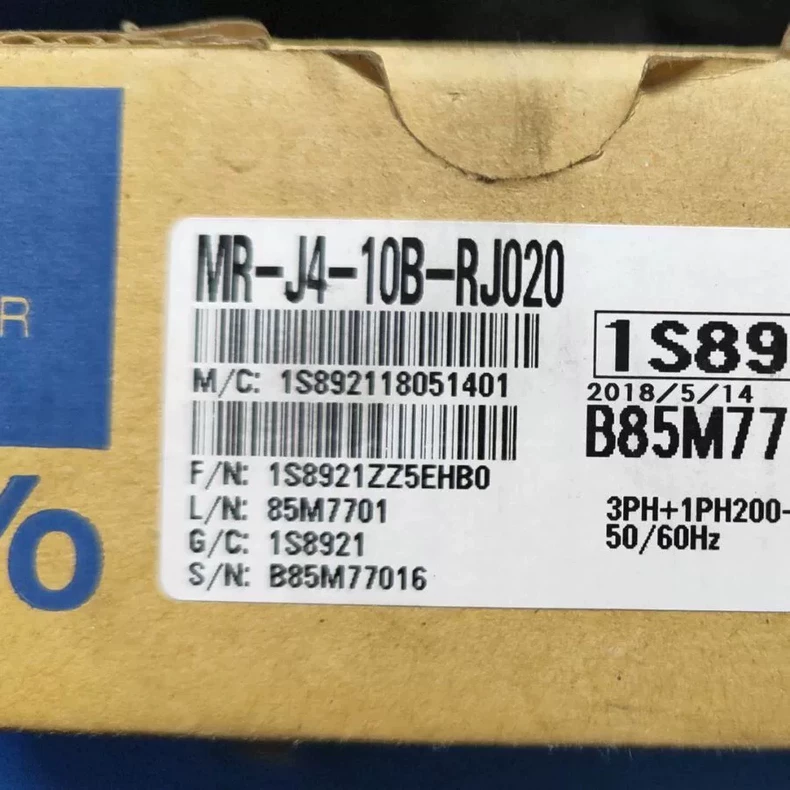 R
%
MR-J4-10B-RJ020
M/C: 1S892118051401
F/N: 1S8921ZZ5EHB0
L/N: 85M7701
G/C: 1S8921
S/N: B85M77016
1S89
2018/5/14
B85M77
3PH+1PH200-
50/60Hz